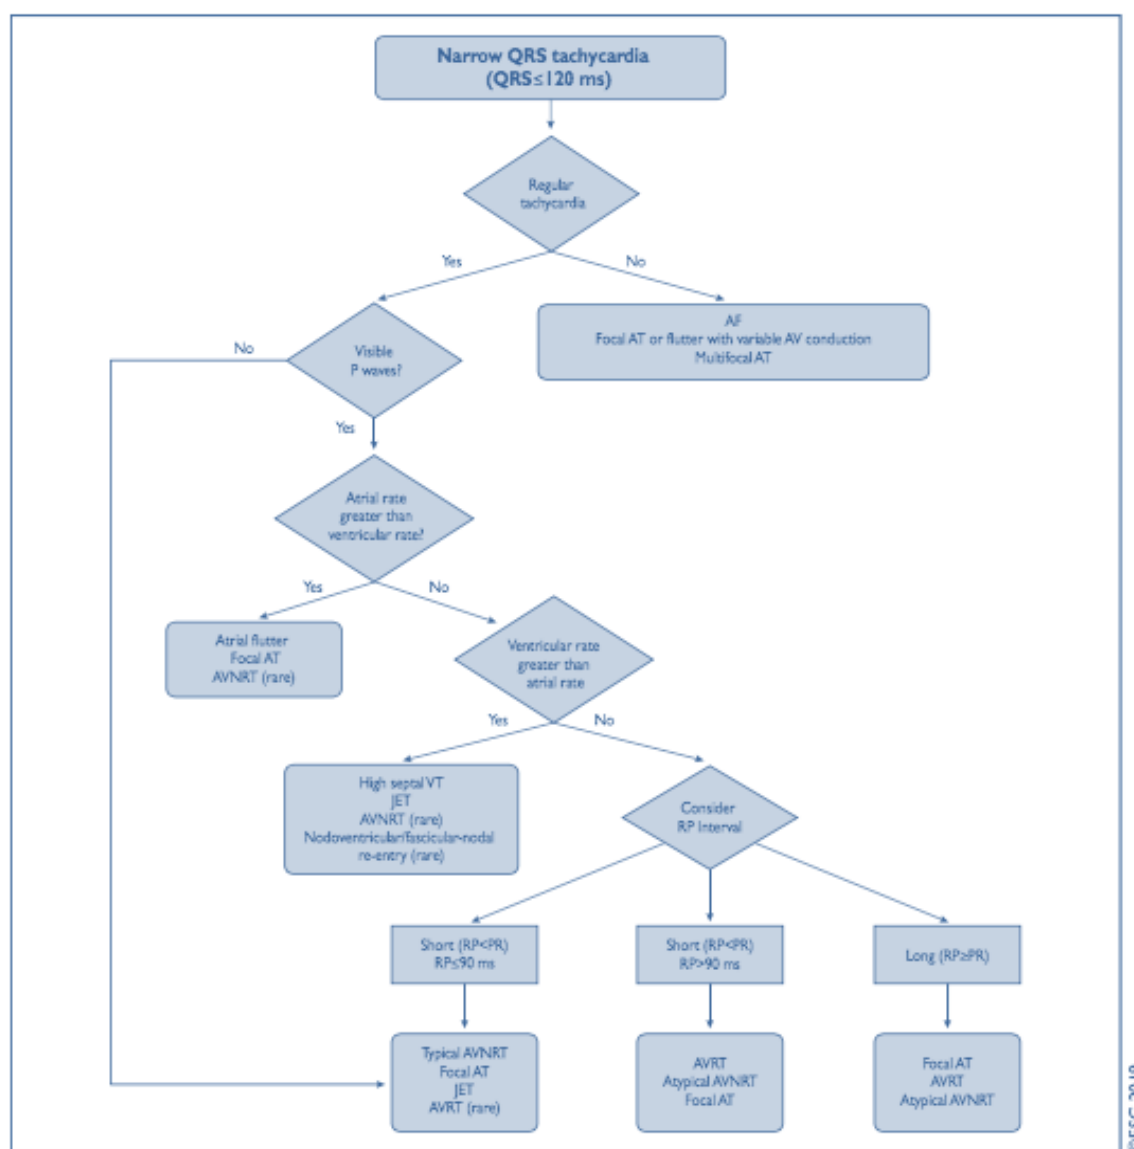 Narrow QRS tachycardia
(QRS≤120 ms)
Regular
tachycardia
Yes
No
AF
Focal AT or flutter with variable AV conduction
Multifocal AT
Visible
P waves?
No
Yes
Atrial rate
greater than
ventricular rate?
Yes
No
Atrial flutter
Focal AT
AVNRT (rare)
Ventricular rate
greater than
atrial rate
Yes
No
High septal VT
JET
AVNRT (rare)
Nodoventricular/fascicular-nodal
re-entry (rare)
Consider
RP Interval
Short (RP<PR)
RP≤90 ms
Short (RP<PR)
RP>90 ms
Long (RP≥PR)
Typical AVNRT
Focal AT
JET
AVRT (rare)
AVRT
Atypical AVNRT
Focal AT
Focal AT
AVRT
Atypical AVNRT